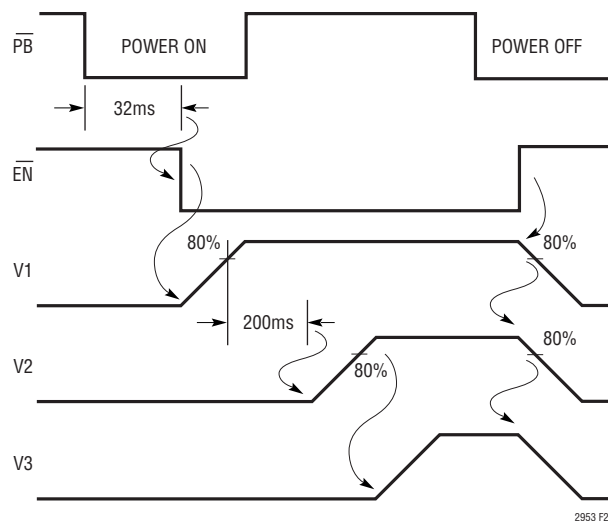 PB
POWER ON
POWER OFF
32ms
EN
80%
80%
V1
200ms
V2
80%
80%
V3
2953 F2